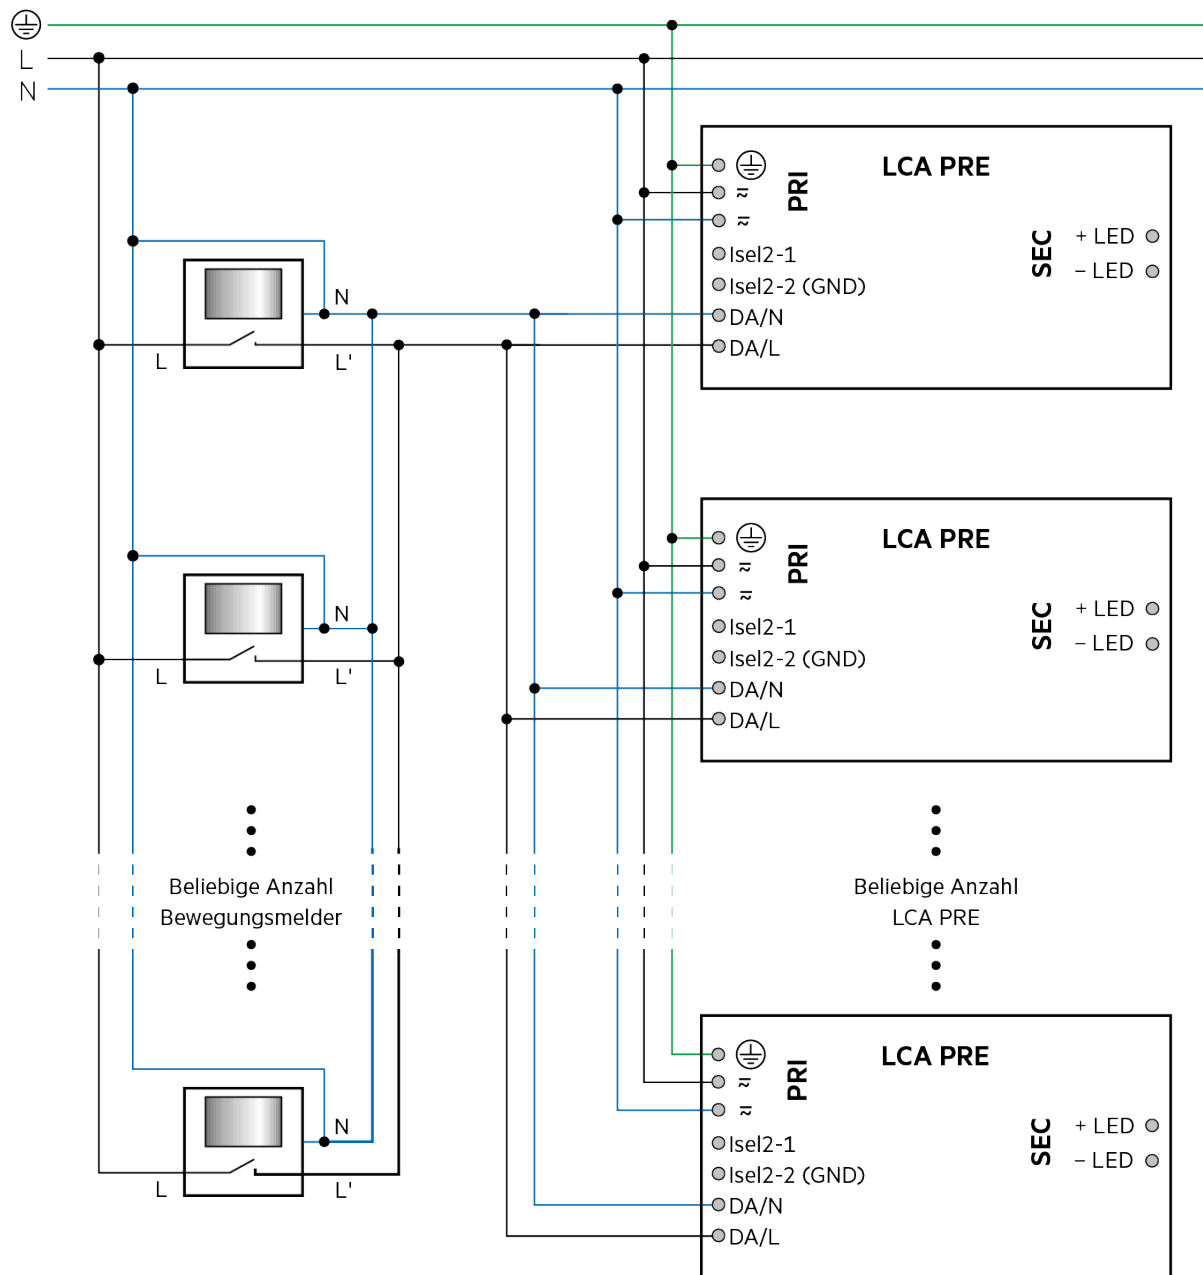 L
N
LCA PRE
PRI
SEC
+ LED
– LED
Isel2-1
Isel2-2 (GND)
DA/N
DA/L
N
L
L'
LCA PRE
PRI
SEC
+ LED
– LED
Isel2-1
Isel2-2 (GND)
DA/N
DA/L
N
L
L'
Beliebige Anzahl
Bewegungsmelder
Beliebige Anzahl
LCA PRE
LCA PRE
PRI
SEC
+ LED
– LED
Isel2-1
Isel2-2 (GND)
DA/N
DA/L
N
L
L'